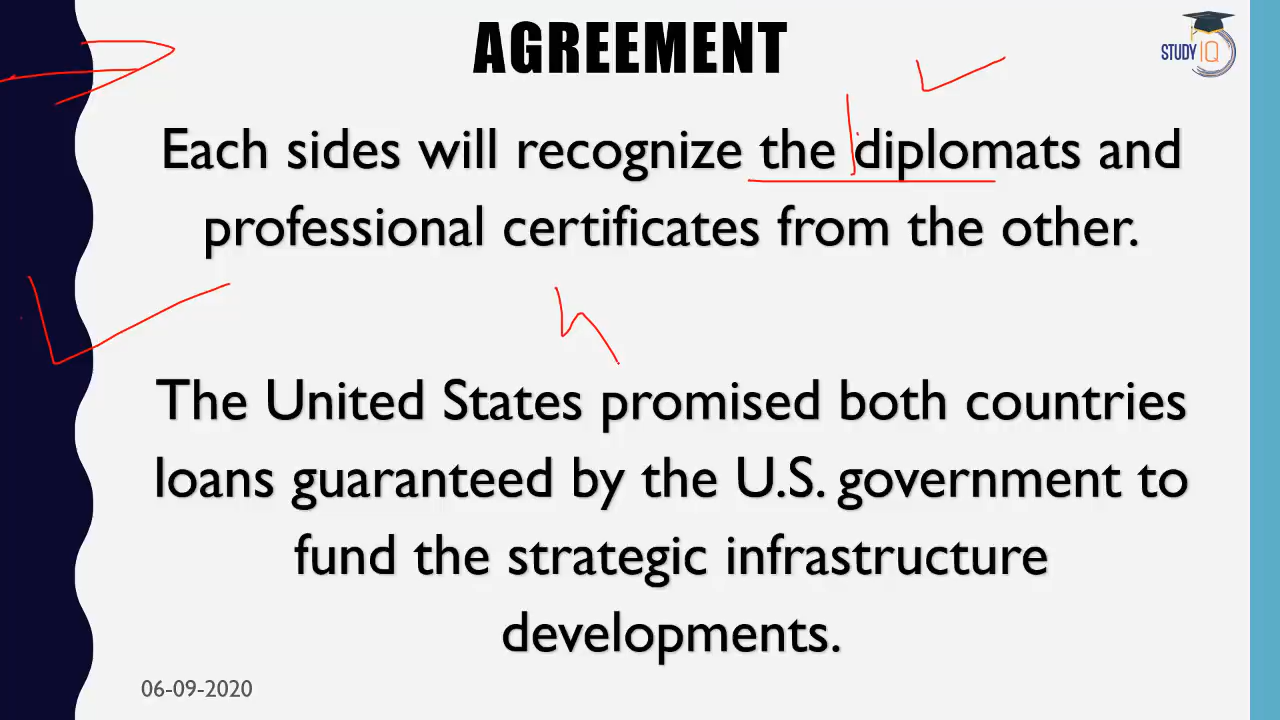 AGREEMENT
STUDY IQ
Each sides will recognize the diplomats and
professional certificates from the other.
The United States promised both countries
loans guaranteed by the U.S. government to
fund the strategic infrastructure
developments.
06-09-2020